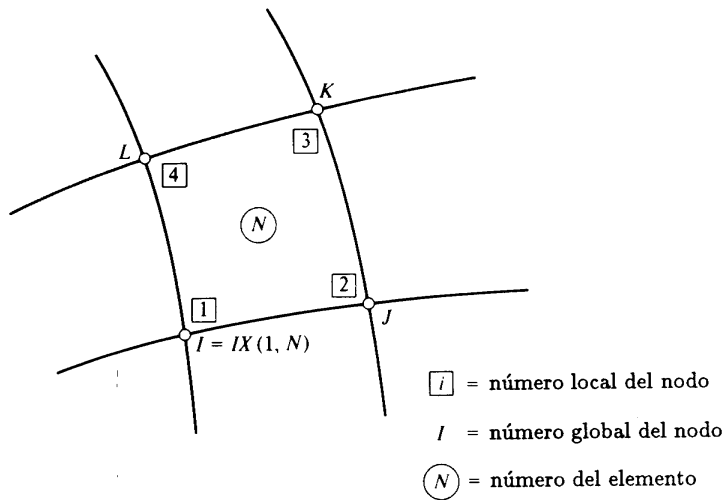 K
L
3
4
N
2
1
J
I = IX(1, N)
i = número local del nodo
I = número global del nodo
N = número del elemento